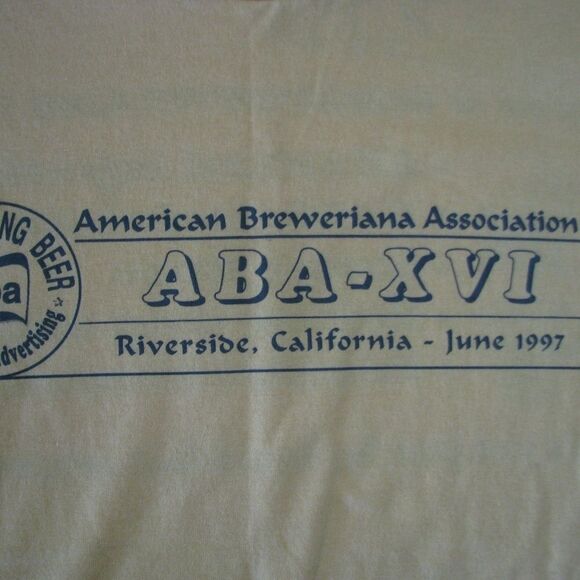 NG BEER
a
dvertising
American Breweriana Association
ABA-XVI
Riverside, California - June 1997